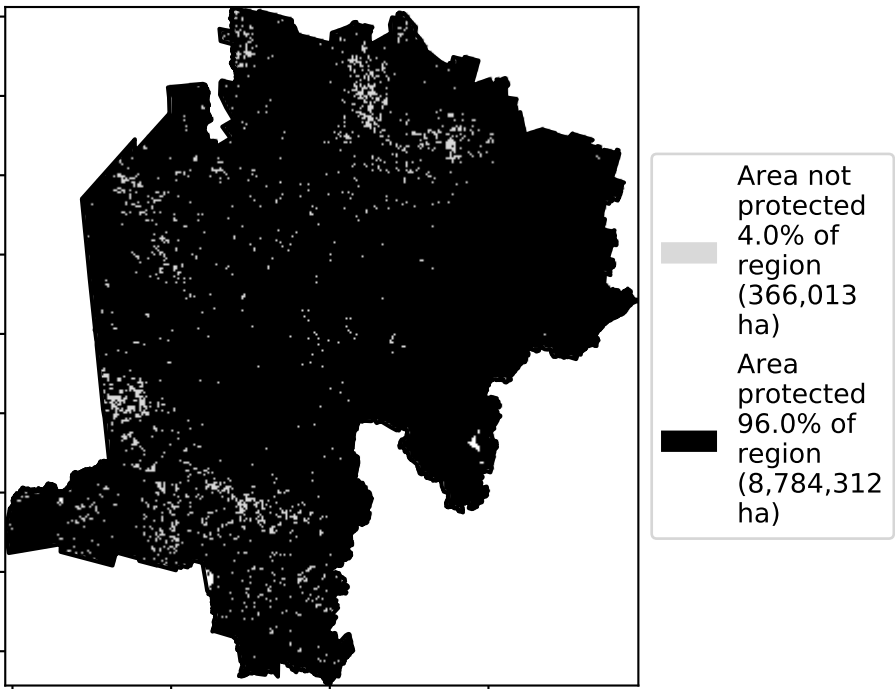 Area not
protected
4.0% of
region
(366,013
ha)
Area
protected
96.0% of
region
(8,784,312
ha)